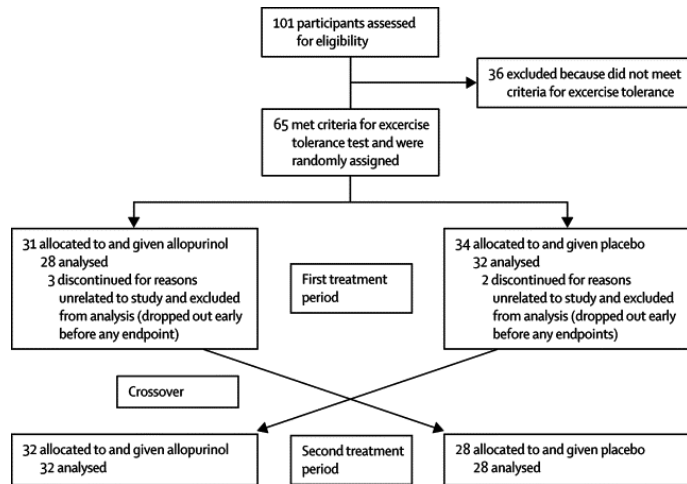 101 participants assessed
for eligibility
36 excluded because did not meet
criteria for excercise tolerance
65 met criteria for excercise
tolerance test and were
randomly assigned
31 allocated to and given allopurinol
28 analysed
3 discontinued for reasons
unrelated to study and excluded
from analysis (dropped out early
before any endpoint)
First treatment
period
34 allocated to and given placebo
32 analysed
2 discontinued for reasons
unrelated to study and excluded
from analysis (dropped out early
before any endpoints)
Crossover
32 allocated to and given allopurinol
32 analysed
Second treatment
period
28 allocated to and given placebo
28 analysed